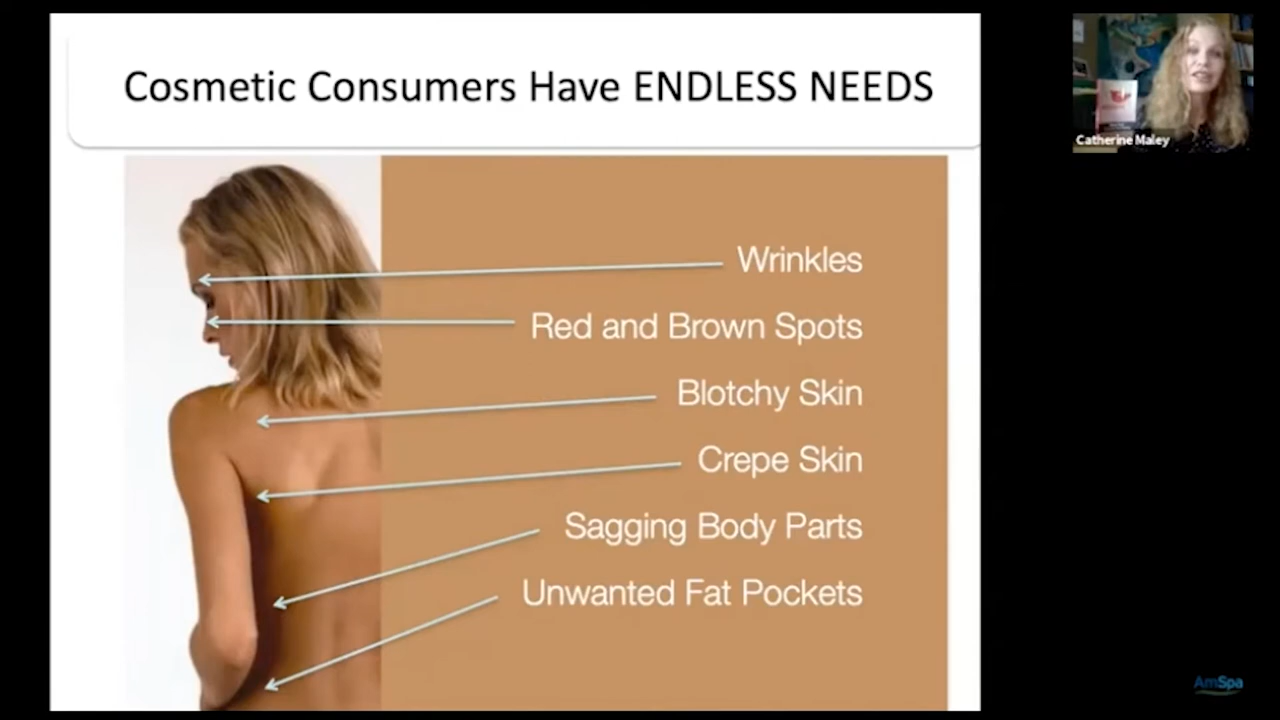 Cosmetic Consumers Have ENDLESS NEEDS
Wrinkles
Red and Brown Spots
Blotchy Skin
Crepe Skin
Sagging Body Parts
Unwanted Fat Pockets
Catherine Maley
AmSpa